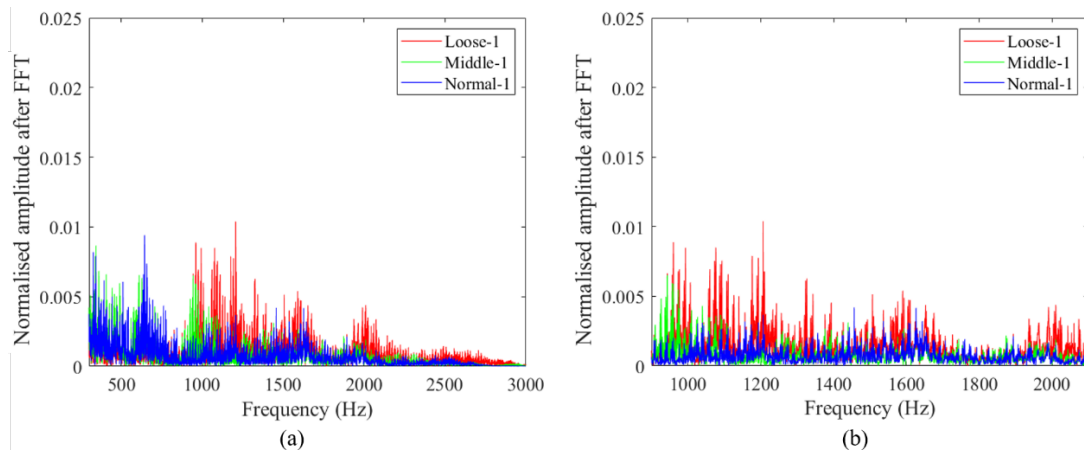 0.025
0.02
0.015
0.01
0.005
0
Normalised amplitude after FFT
Loose-1
Middle-1
Normal-1
500 1000 1500 2000 2500 3000
Frequency (Hz)
(a)
0.025
0.02
0.015
0.01
0.005
0
Normalised amplitude after FFT
Loose-1
Middle-1
Normal-1
1000 1200 1400 1600 1800 2000
Frequency (Hz)
(b)